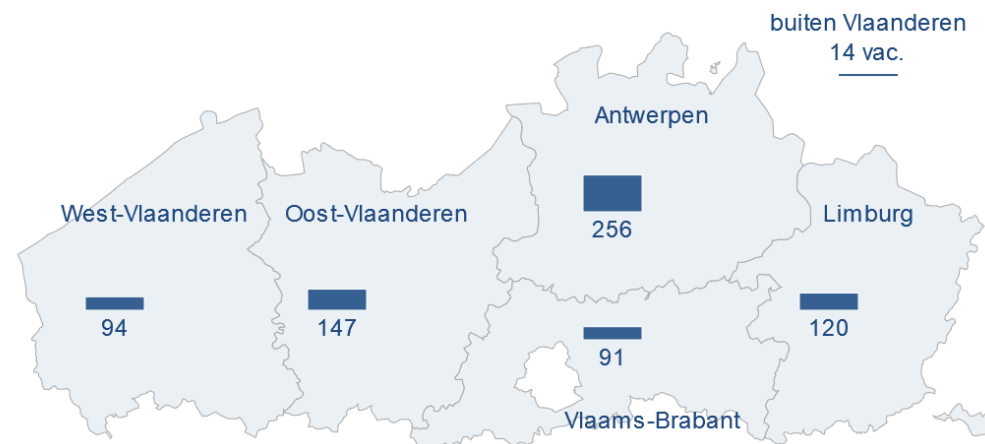 buiten Vlaanderen
14 vac.
Antwerpen
256
West-Vlaanderen
94
Oost-Vlaanderen
147
Limburg
120
91
Vlaams-Brabant